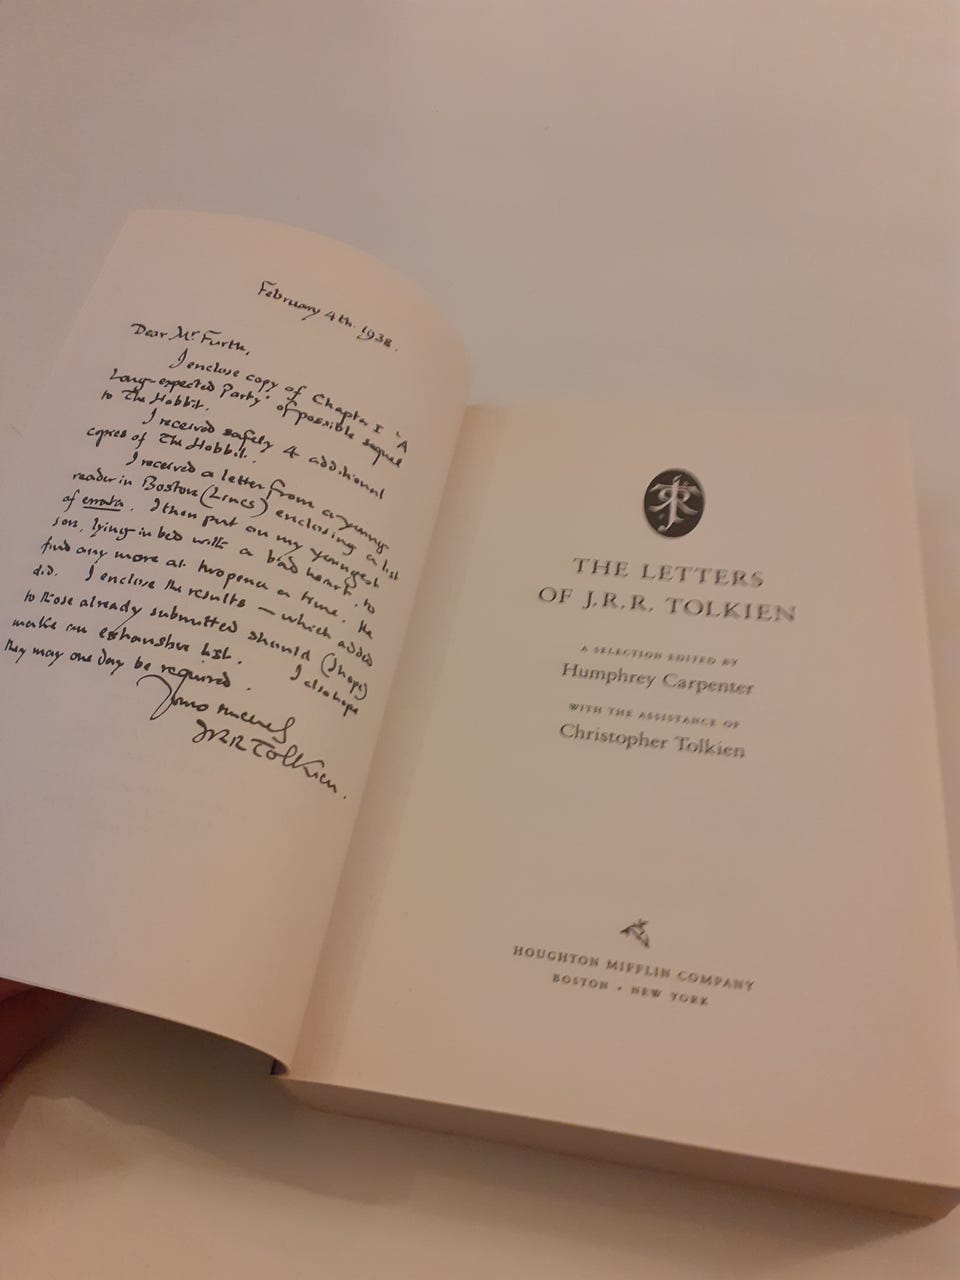 February 4th. 1938.
Dear Mr Furth,
I enclose copy of Chapter I 'A
Long-expected Party' of possible sequel
to The Hobbit.
I received safely 4 additional
copies of The Hobbit.
I received a letter from a young
reader in Boston (Lincs) enclosing a list
of errata. I then put on my youngest
son, lying in bed with a bad heart, to
find any more at twopence a time. He
did. I enclose the results — which added
to those already submitted should (I hope)
make an exhaustive list. I also hope
they may one day be required.
Yours sincerely
JRR Tolkien.
THE LETTERS
OF J.R.R. TOLKIEN
A SELECTION EDITED BY
Humphrey Carpenter
WITH THE ASSISTANCE OF
Christopher Tolkien
HOUGHTON MIFFLIN COMPANY
BOSTON • NEW YORK